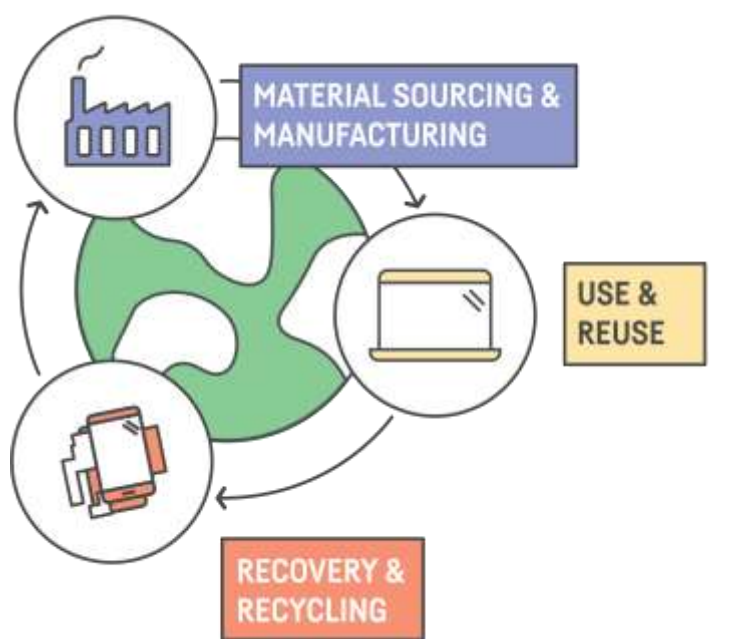 MATERIAL SOURCING &
MANUFACTURING
USE &
REUSE
RECOVERY &
RECYCLING